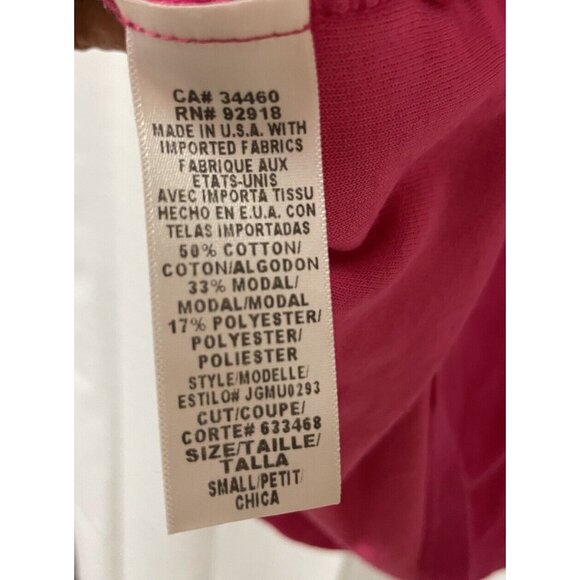 CA# 34460
RN# 92918
MADE IN U.S.A. WITH
IMPORTED FABRICS
FABRIQUE AUX
ETATS-UNIS
AVEC IMPORTA TISSU
HECHO EN E.U.A. CON
TELAS IMPORTADAS
50% COTTON/
COTON/ALGODON
33% MODAL/
MODAL/MODAL
17% POLYESTER/
POLYESTER/
POLIESTER
STYLE/MODELLE/
ESTILO# JGMU0293
CUT/COUPE/
CORTE# 633468
SIZE/TAILLE/
TALLA
SMALL/PETIT/
CHICA